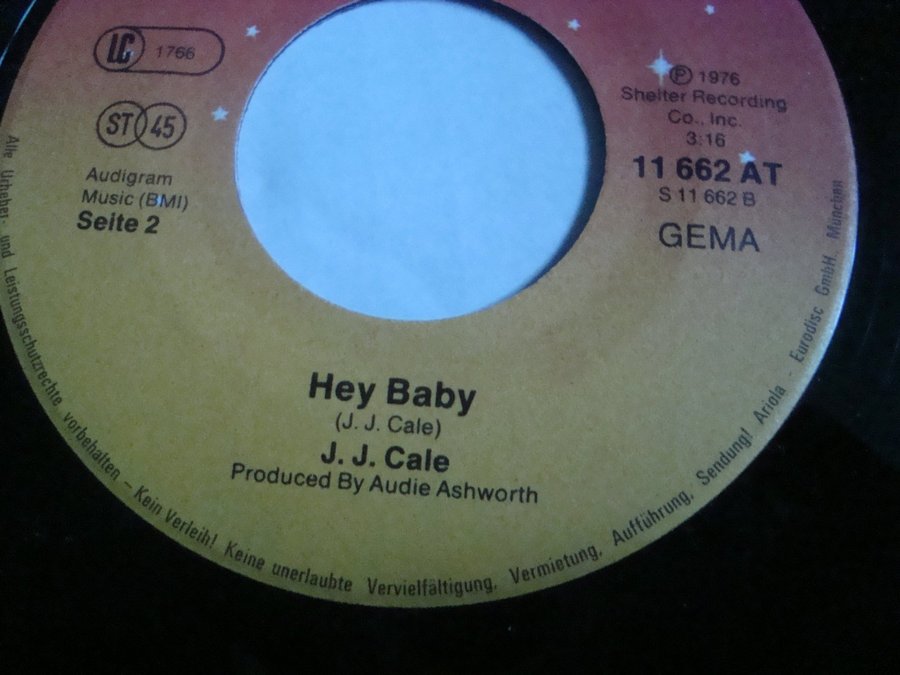 LC 1766
ST 45
Audigram
Music (BMI)
Seite 2
℗ 1976
Shelter Recording
Co., Inc.
3:16
11 662 AT
S 11 662 B
GEMA
Hey Baby
(J. J. Cale)
J. J. Cale
Produced By Audie Ashworth
Alle Urheber- und Leistungsschutzrechte vorbehalten – Kein Verleih! Keine unerlaubte Vervielfältigung, Vermietung, Aufführung, Sendung! Ariola - Eurodisc GmbH, München